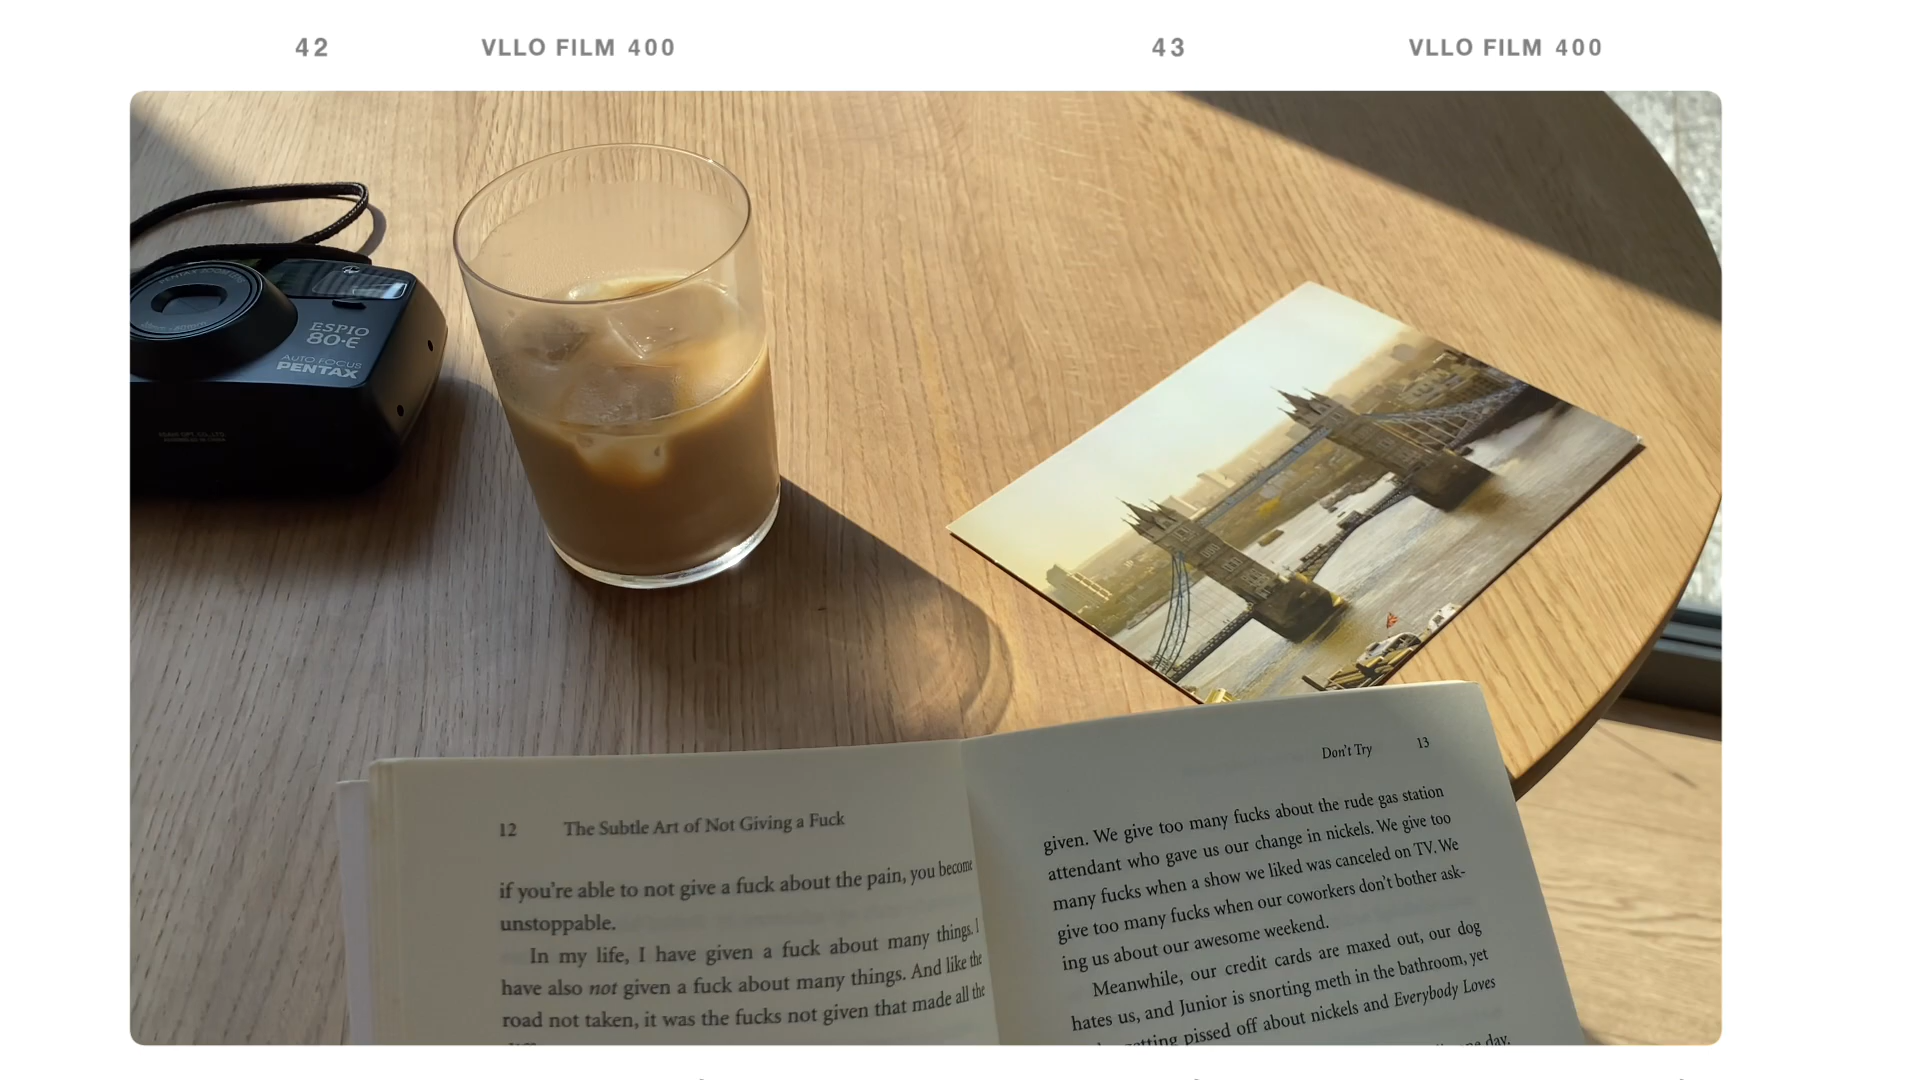 42 VLLO FILM 400 43 VLLO FILM 400
ESPIO
80·E
AUTO FOCUS
PENTAX
Don't Try 13
12 The Subtle Art of Not Giving a Fuck
if you're able to not give a fuck about the pain, you become
unstoppable.
In my life, I have given a fuck about many things. I
have also not given a fuck about many things. And like the
road not taken, it was the fucks not given that made all the
given. We give too many fucks about the rude gas station
attendant who gave us our change in nickels. We give too
many fucks when a show we liked was canceled on TV. We
give too many fucks when our coworkers don't bother ask-
ing us about our awesome weekend.
Meanwhile, our credit cards are maxed out, our dog
hates us, and Junior is snorting meth in the bathroom, yet
pissed off about nickels and Everybody Loves
day.